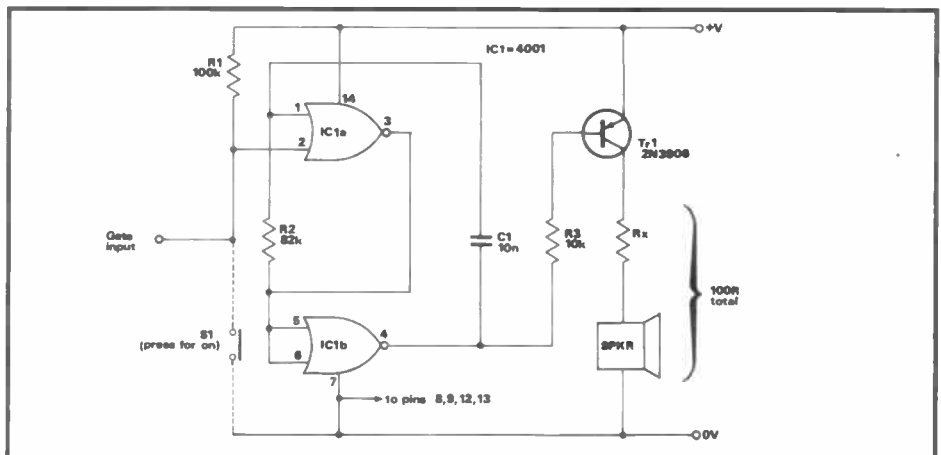 +V
IC1 = 4001
R1
100k
14
1
IC1a
3
2
Tr1
2N3906
Gate
input
R2
82k
C1
10n
R3
10k
Rx
100R
total
S1
(press for on)
5
IC1b
4
6
7
SPKR
to pins 8,9,12,13
0V